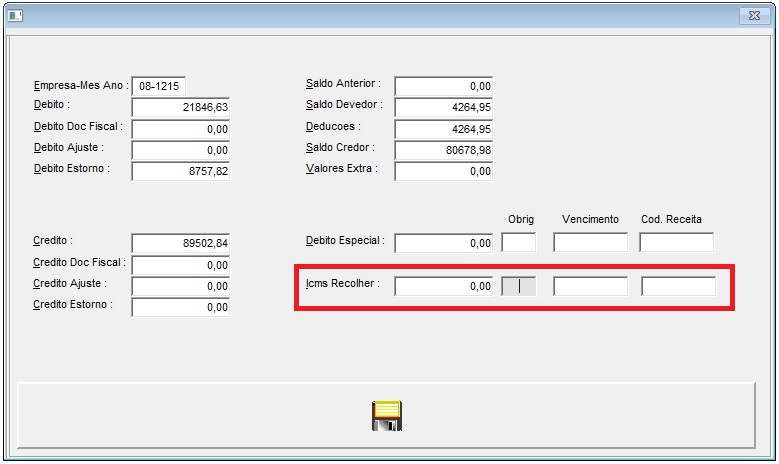 Empresa-Mes Ano : 08-1215
Debito : 21846,63
Debito Doc Fiscal : 0,00
Debito Ajuste : 0,00
Debito Estorno : 8757,82
Saldo Anterior : 0,00
Saldo Devedor : 4264,95
Deducoes : 4264,95
Saldo Credor : 80678,98
Valores Extra : 0,00
Credito : 89502,84
Credito Doc Fiscal : 0,00
Credito Ajuste : 0,00
Credito Estorno : 0,00
Obrig Vencimento Cod. Receita
Debito Especial : 0,00
Icms Recolher : 0,00